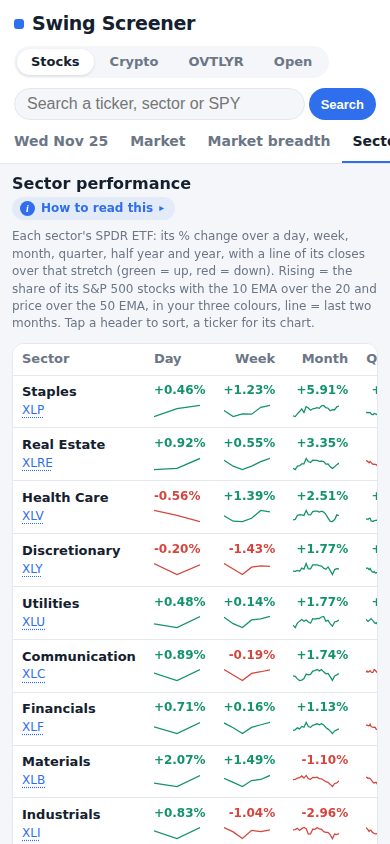 Swing Screener
Stocks Crypto OVTLYR Open
Search a ticker, sector or SPY Search
Wed Nov 25 Market Market breadth Secto
Sector performance
i How to read this ▸
Each sector's SPDR ETF: its % change over a day, week,
month, quarter, half year and year, with a line of its closes
over that stretch (green = up, red = down). Rising = the
share of its S&P 500 stocks with the 10 EMA over the 20 and
price over the 50 EMA, in your three colours, line = last two
months. Tap a header to sort, a ticker for its chart.
Sector Day Week Month Q
Staples +0.46% +1.23% +5.91% +
XLP
Real Estate +0.92% +0.55% +3.35%
XLRE
Health Care -0.56% +1.39% +2.51% +
XLV
Discretionary -0.20% -1.43% +1.77% +
XLY
Utilities +0.48% +0.14% +1.77% +
XLU
Communication +0.89% -0.19% +1.74%
XLC
Financials +0.71% +0.16% +1.13%
XLF
Materials +2.07% +1.49% -1.10%
XLB
Industrials +0.83% -1.04% -2.96%
XLI